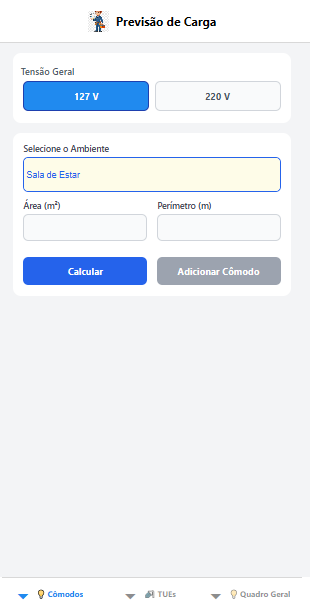 Previsão de Carga
Tensão Geral
127 V
220 V
Selecione o Ambiente
Sala de Estar
Área (m²)
Perímetro (m)
Calcular
Adicionar Cômodo
Cômodos
TUEs
Quadro Geral